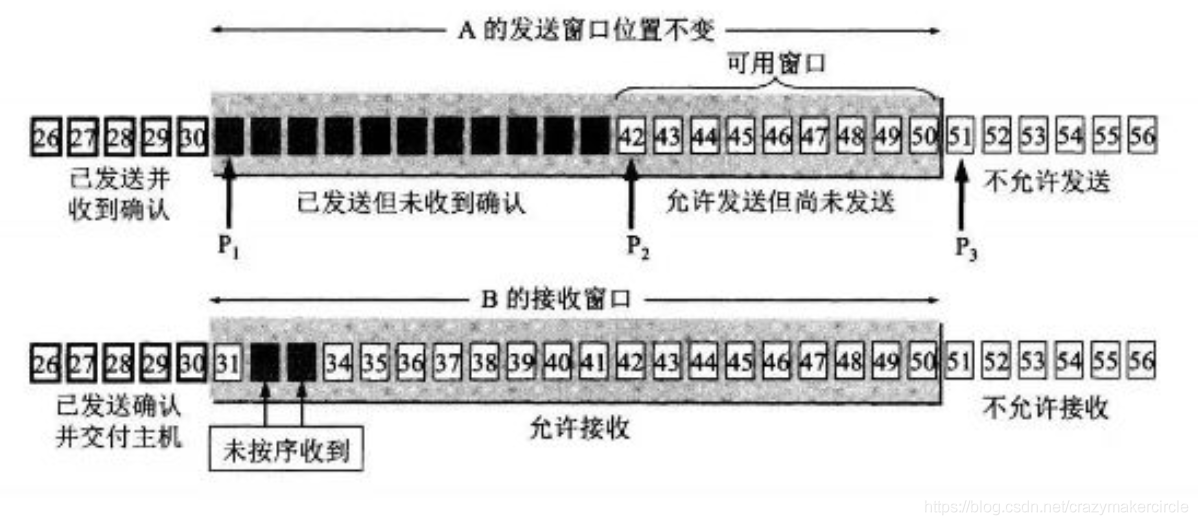 A 的发送窗口位置不变
可用窗口
26 27 28 29 30 42 43 44 45 46 47 48 49 50 51 52 53 54 55 56
已发送并
收到确认
已发送但未收到确认
允许发送但尚未发送
不允许发送
P1
P2
P3
B 的接收窗口
26 27 28 29 30 31 34 35 36 37 38 39 40 41 42 43 44 45 46 47 48 49 50 51 52 53 54 55 56
已发送确认
并交付主机
未按序收到
允许接收
不允许接收
https://blog.csdn.net/crazymakercircle